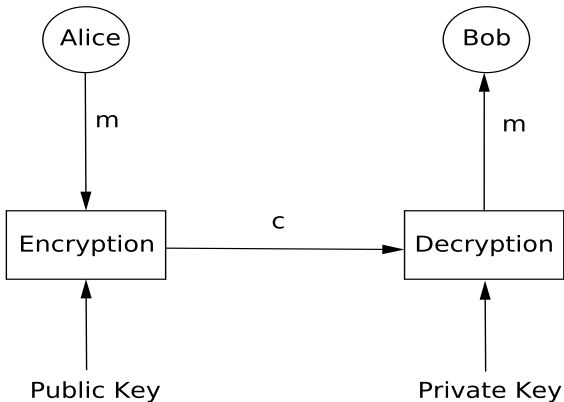 Alice
Bob
m
m
c
Encryption
Decryption
Public Key
Private Key